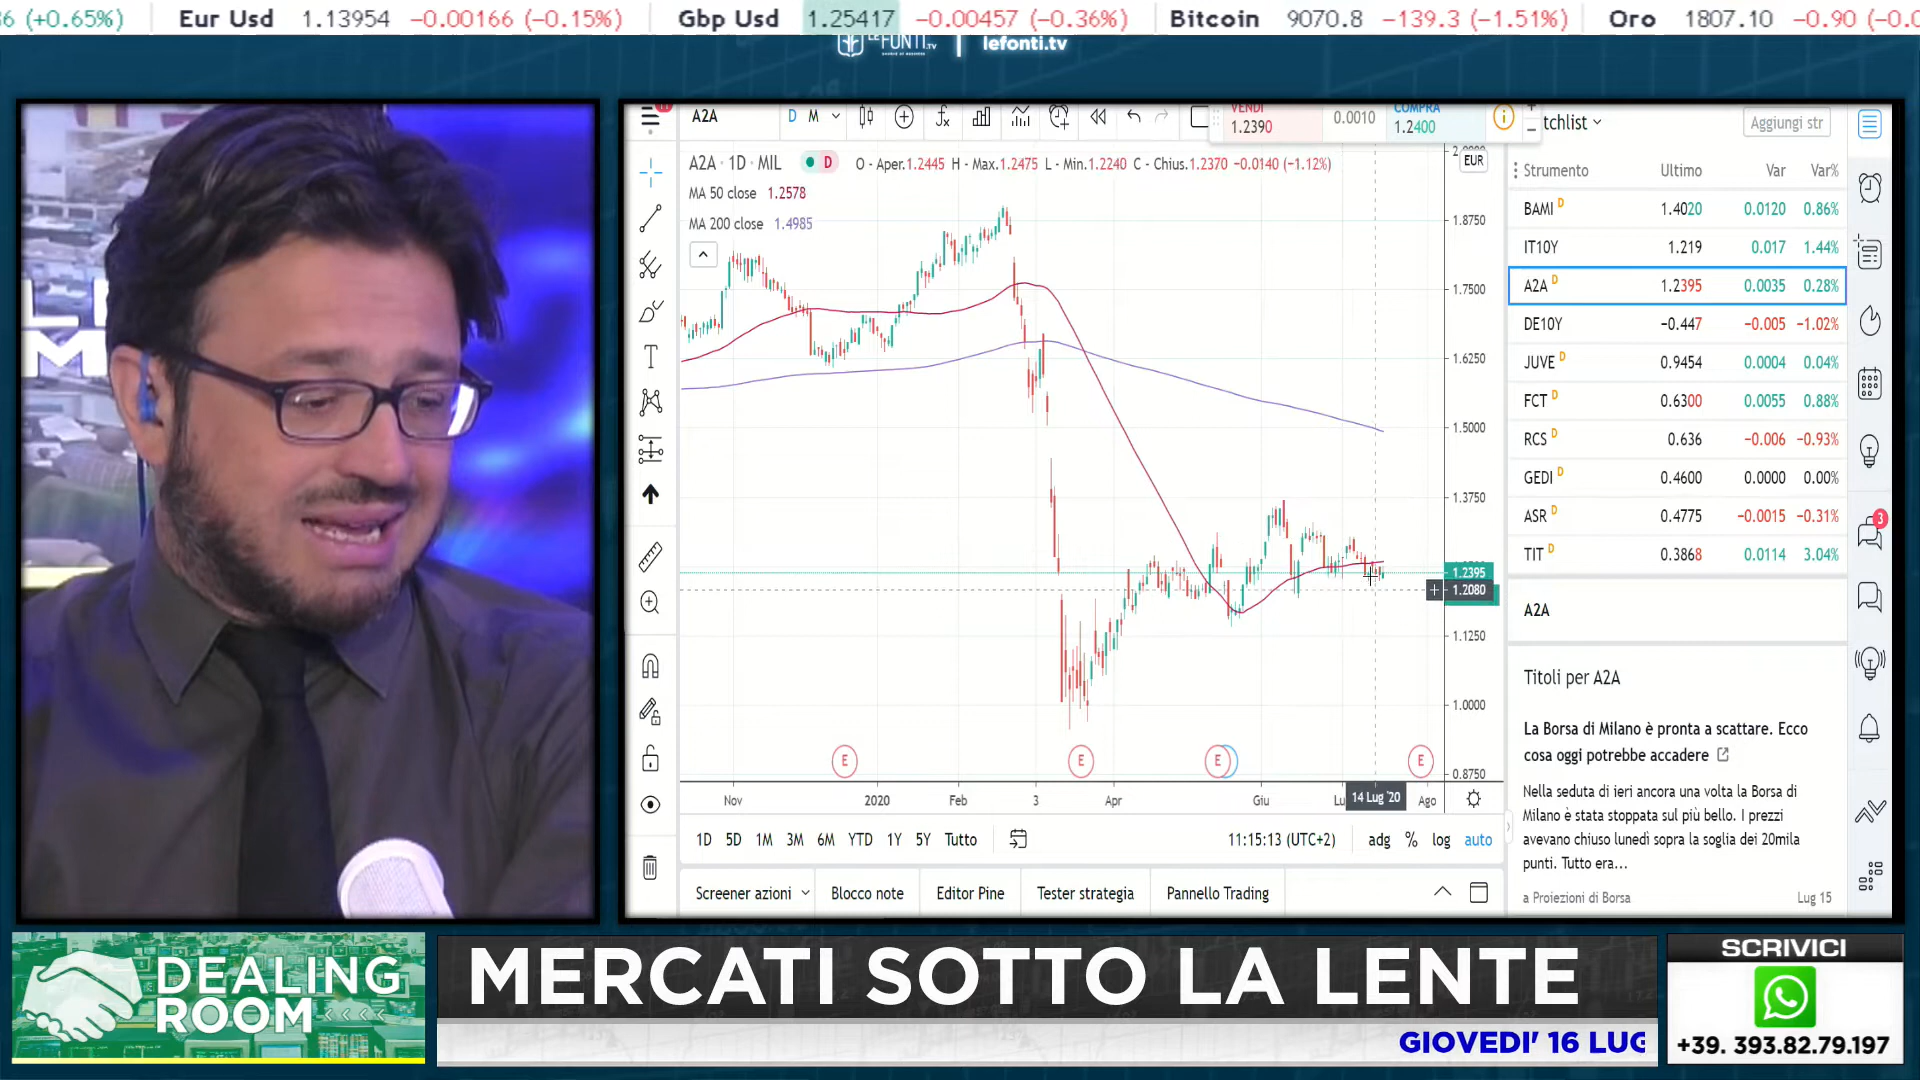 6 (+0.65%) Eur Usd 1.13954 −0.00166 (−0.15%) Gbp Usd 1.25417 −0.00457 (−0.36%) Bitcoin 9070.8 −139.3 (−1.51%) Oro 1807.10 −0.90 (−0.0
LE FONTI.TV lefonti.tv
A2A D M VENDI 1.2390 0.0010 COMPRA 1.2400
tchlist Aggiungi str
A2A · 1D · MIL D O - Aper.1.2445 H - Max.1.2475 L - Min.1.2240 C - Chius.1.2370 −0.0140 (−1.12%)
MA 50 close 1.2578
MA 200 close 1.4985
EUR
1.8750
1.7500
1.6250
1.5000
1.3750
1.2395
1.2080
1.1250
1.0000
0.8750
E E E E
Nov 2020 Feb 3 Apr Giu Lu 14 Lug '20 Ago
1D 5D 1M 3M 6M YTD 1Y 5Y Tutto 11:15:13 (UTC+2) adg % log auto
Screener azioni Blocco note Editor Pine Tester strategia Pannello Trading
Strumento Ultimo Var Var%
BAMI D 1.4020 0.0120 0.86%
IT10Y 1.219 0.017 1.44%
A2A D 1.2395 0.0035 0.28%
DE10Y −0.447 −0.005 −1.02%
JUVE D 0.9454 0.0004 0.04%
FCT D 0.6300 0.0055 0.88%
RCS D 0.636 −0.006 −0.93%
GEDI D 0.4600 0.0000 0.00%
ASR D 0.4775 −0.0015 −0.31%
TIT D 0.3868 0.0114 3.04%
3
A2A
Titoli per A2A
La Borsa di Milano è pronta a scattare. Ecco
cosa oggi potrebbe accadere
Nella seduta di ieri ancora una volta la Borsa di
Milano è stata stoppata sul più bello. I prezzi
avevano chiuso lunedì sopra la soglia dei 20mila
punti. Tutto era...
a Proiezioni di Borsa Lug 15
DEALING
ROOM
MERCATI SOTTO LA LENTE
GIOVEDI' 16 LUG
SCRIVICI
+39. 393.82.79.197